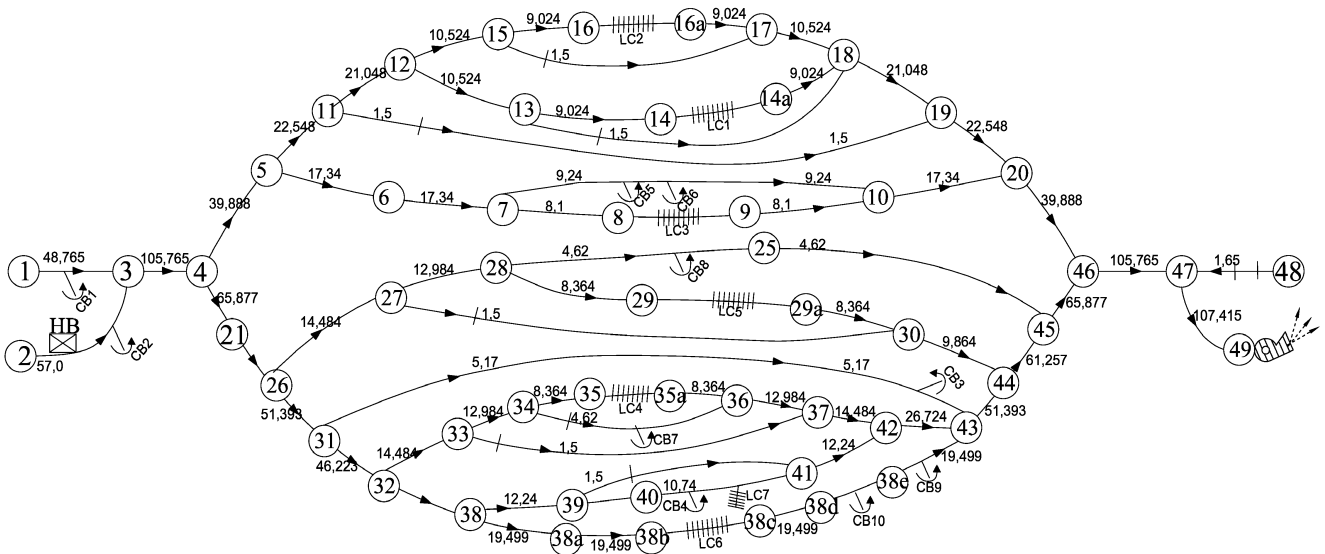 9,024 16 LC2 16a 9,024 17 10,524
10,524 15 1,5 18
12 10,524 9,024 21,048
21,048 13 9,024 14 LC1 14a
11 1,5 1,5 1,5 19
22,548 22,548
5 17,34 9,24 CB5 CB6 9,24 17,34 20
6 17,34 7 8,1 8 LC3 9 8,1 10
39,888 39,888
1 48,765 3 105,765 4 28 4,62 CB8 25 4,62 46 105,765 47 1,65 48
CB1 12,984 8,364 29 LC5 29a 8,364
65,877 27 1,5 30 65,877
HB CB2 21 14,484 9,864 45 107,415
2 57,0 26 5,17 5,17 CB3 61,257 49
51,393 44
34 8,364 35 LC4 35a 8,364 36 12,984 51,393
12,984 4,62 CB7 37 14,484 26,724
31 33 1,5 42 43
46,223 14,484 12,24 19,499
32 1,5 41
12,24 39 40 10,74 CB4 LC7 38e CB9
38 38d CB10
19,499 38a 19,499 38b LC6 38c 19,499